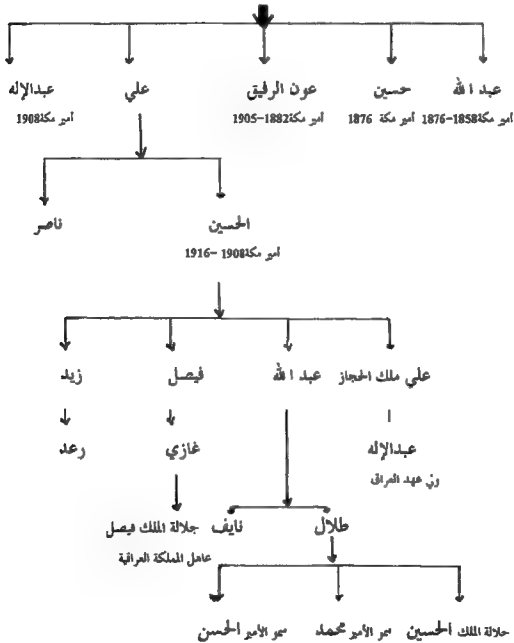 عبد الله حسين عون الرفيق علي عبدالإله
أمير مكة 1858-1876 أمير مكة 1876 أمير مكة 1882-1905 أمير مكة 1908
الحسين ناصر
أمير مكة 1908-1916
علي ملك الحجاز عبد الله فيصل زيد
عبدالإله غازي رعد
ولي عهد العراق
طلال نايف جلالة الملك فيصل
عاهل المملكة العراقية
جلالة الملك الحسين سمو الأمير محمد سمو الأمير الحسن